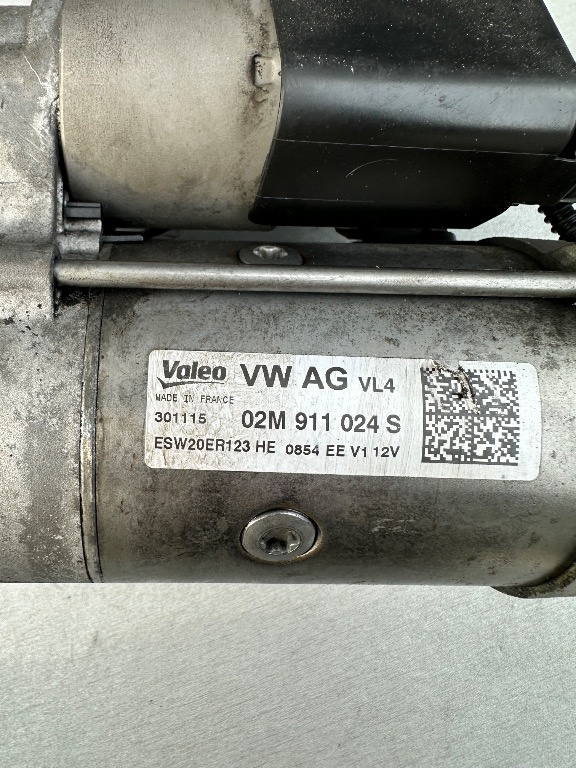 Valeo VW AG VL4
MADE IN FRANCE
301115 02M 911 024 S
ESW20ER123 HE 0854 EE V1 12V